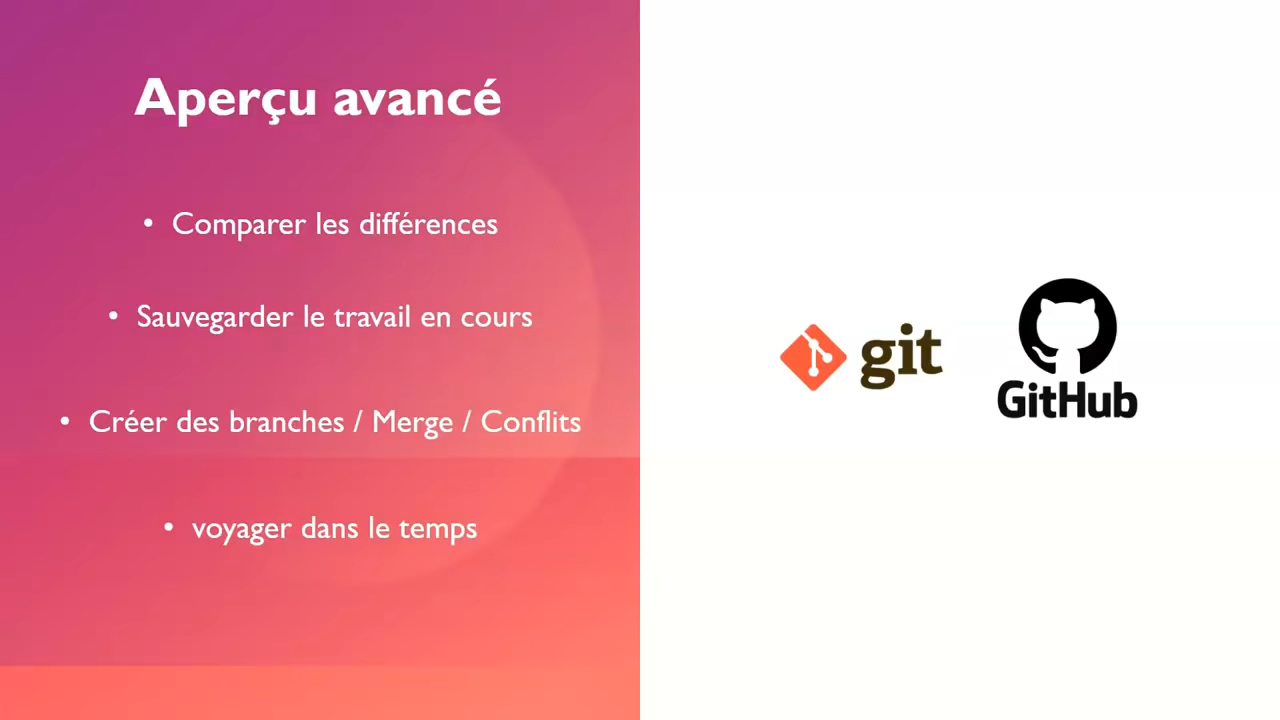 Aperçu avancé
• Comparer les différences
• Sauvegarder le travail en cours
• Créer des branches / Merge / Conflits
• voyager dans le temps
git
GitHub